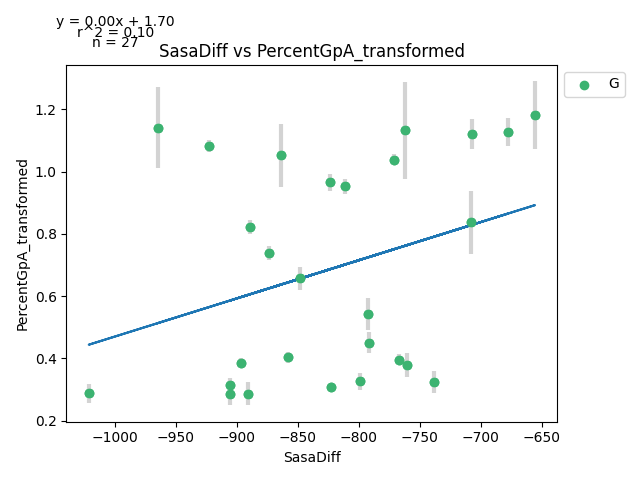 y = 0.00x + 1.70
r^2 = 0.10
n = 27
SasaDiff vs PercentGpA_transformed
G
PercentGpA_transformed
1.2
1.0
0.8
0.6
0.4
0.2
−1000 −950 −900 −850 −800 −750 −700 −650
SasaDiff